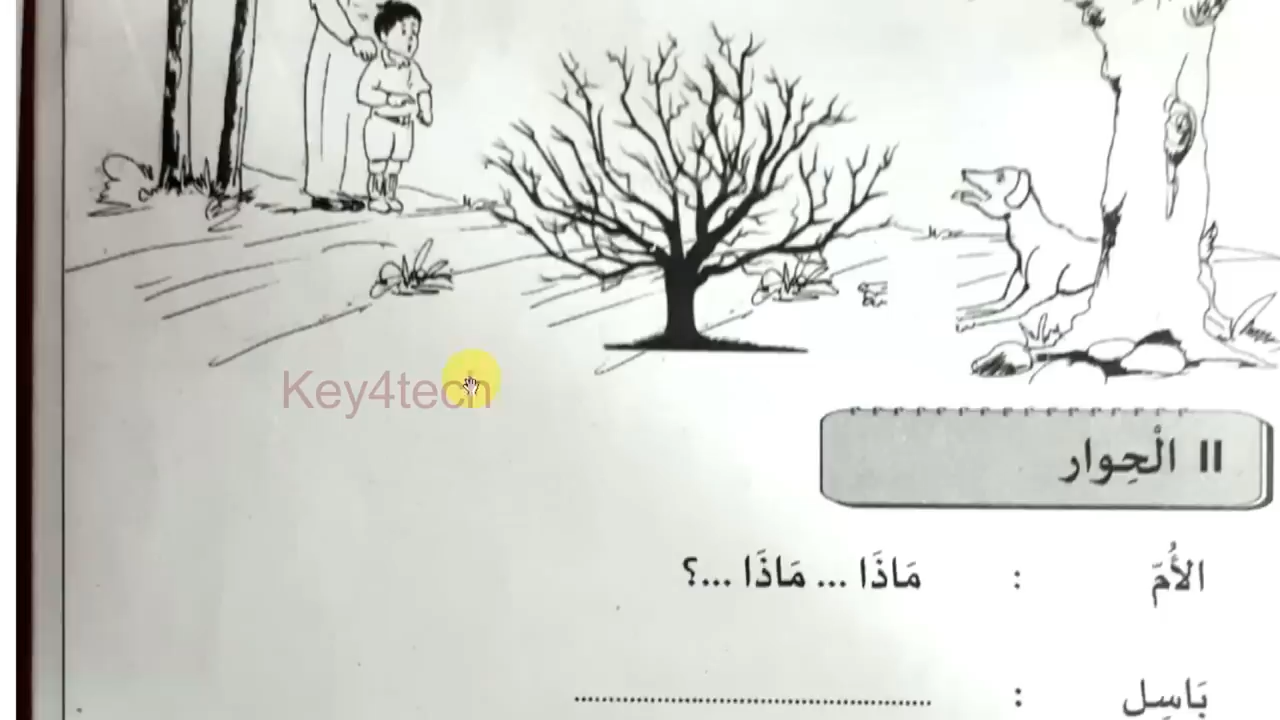 Key4tech
II الْحِوار
الأُمّ : مَاذَا ... مَاذَا ...؟
بَاسِل : ......................................................